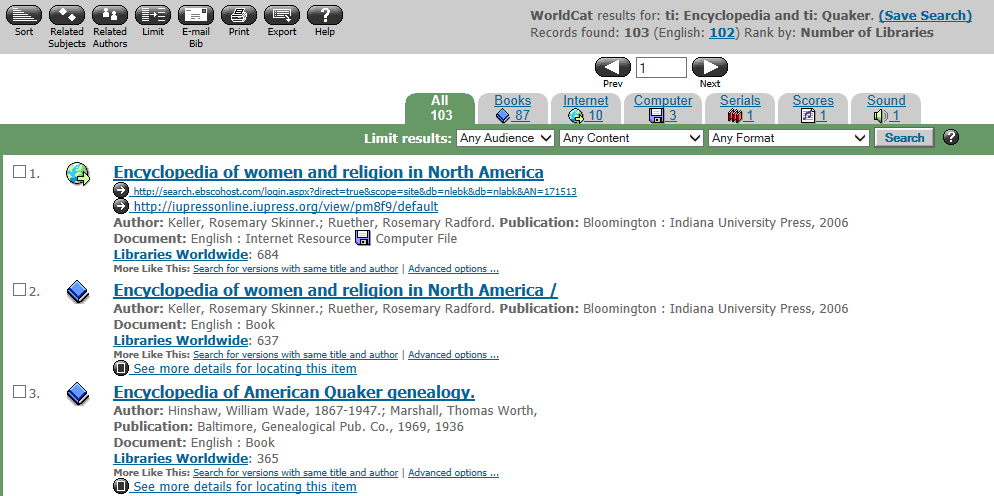 Sort Related Subjects Related Authors Limit E-mail Bib Print Export Help
WorldCat results for: ti: Encyclopedia and ti: Quaker. (Save Search)
Records found: 103 (English: 102) Rank by: Number of Libraries
Prev 1 Next
All 103 Books 87 Internet 10 Computer 3 Serials 1 Scores 1 Sound 1
Limit results: Any Audience Any Content Any Format Search ?
1. Encyclopedia of women and religion in North America
http://search.ebscohost.com/login.aspx?direct=true&scope=site&db=nlebk&db=nlabk&AN=171513
http://iupressonline.iupress.org/view/pm8f9/default
Author: Keller, Rosemary Skinner.; Ruether, Rosemary Radford. Publication: Bloomington : Indiana University Press, 2006
Document: English : Internet Resource Computer File
Libraries Worldwide: 684
More Like This: Search for versions with same title and author | Advanced options ...
2. Encyclopedia of women and religion in North America /
Author: Keller, Rosemary Skinner.; Ruether, Rosemary Radford. Publication: Bloomington : Indiana University Press, 2006
Document: English : Book
Libraries Worldwide: 637
More Like This: Search for versions with same title and author | Advanced options ...
See more details for locating this item
3. Encyclopedia of American Quaker genealogy.
Author: Hinshaw, William Wade, 1867-1947.; Marshall, Thomas Worth,
Publication: Baltimore, Genealogical Pub. Co., 1969, 1936
Document: English : Book
Libraries Worldwide: 365
More Like This: Search for versions with same title and author | Advanced options ...
See more details for locating this item